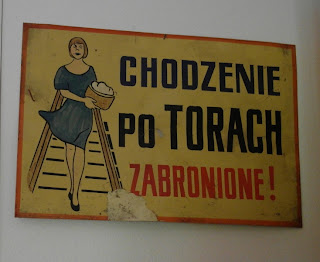 CHODZENIE
PO TORACH
ZABRONIONE!